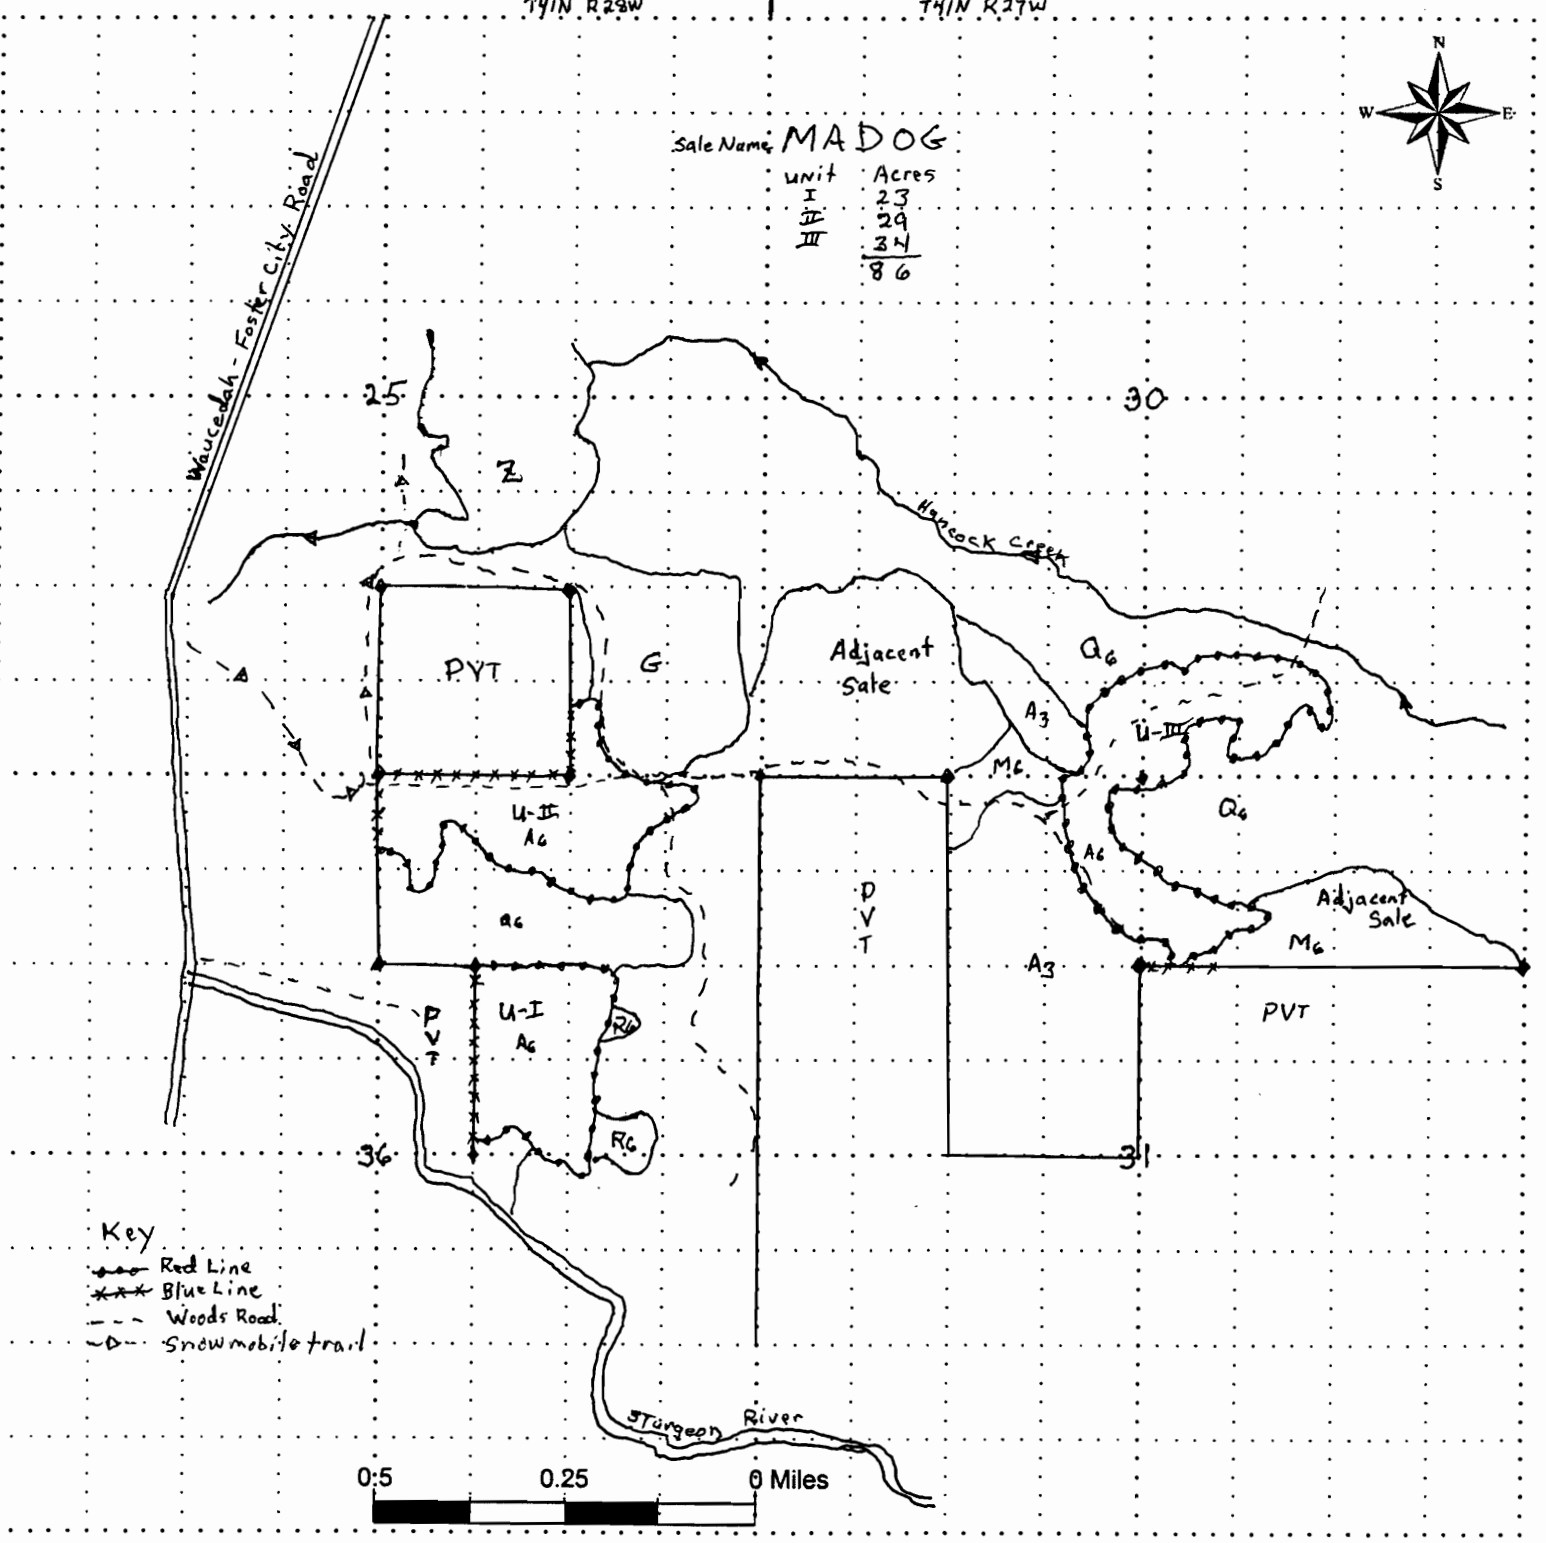 T41N R28W
T41N R27W
N
W E
S
Sale Name MADOG
Unit Acres
I 23
II 29
III 34
86
Waucedah - Foster City Road
25
30
Z
Hancock Creek
PVT
G
Adjacent
Sale
Q6
A3
U-III
M6
U-II
A6
Q6
A6
PVT
Adjacent
Sale
Q6
M6
A3
PVT
U-I
A6
PVT
R6
R6
36
31
Key
Red Line
Blue Line
Woods Road
Snowmobile trail
Sturgeon River
0.5 0.25 0 Miles